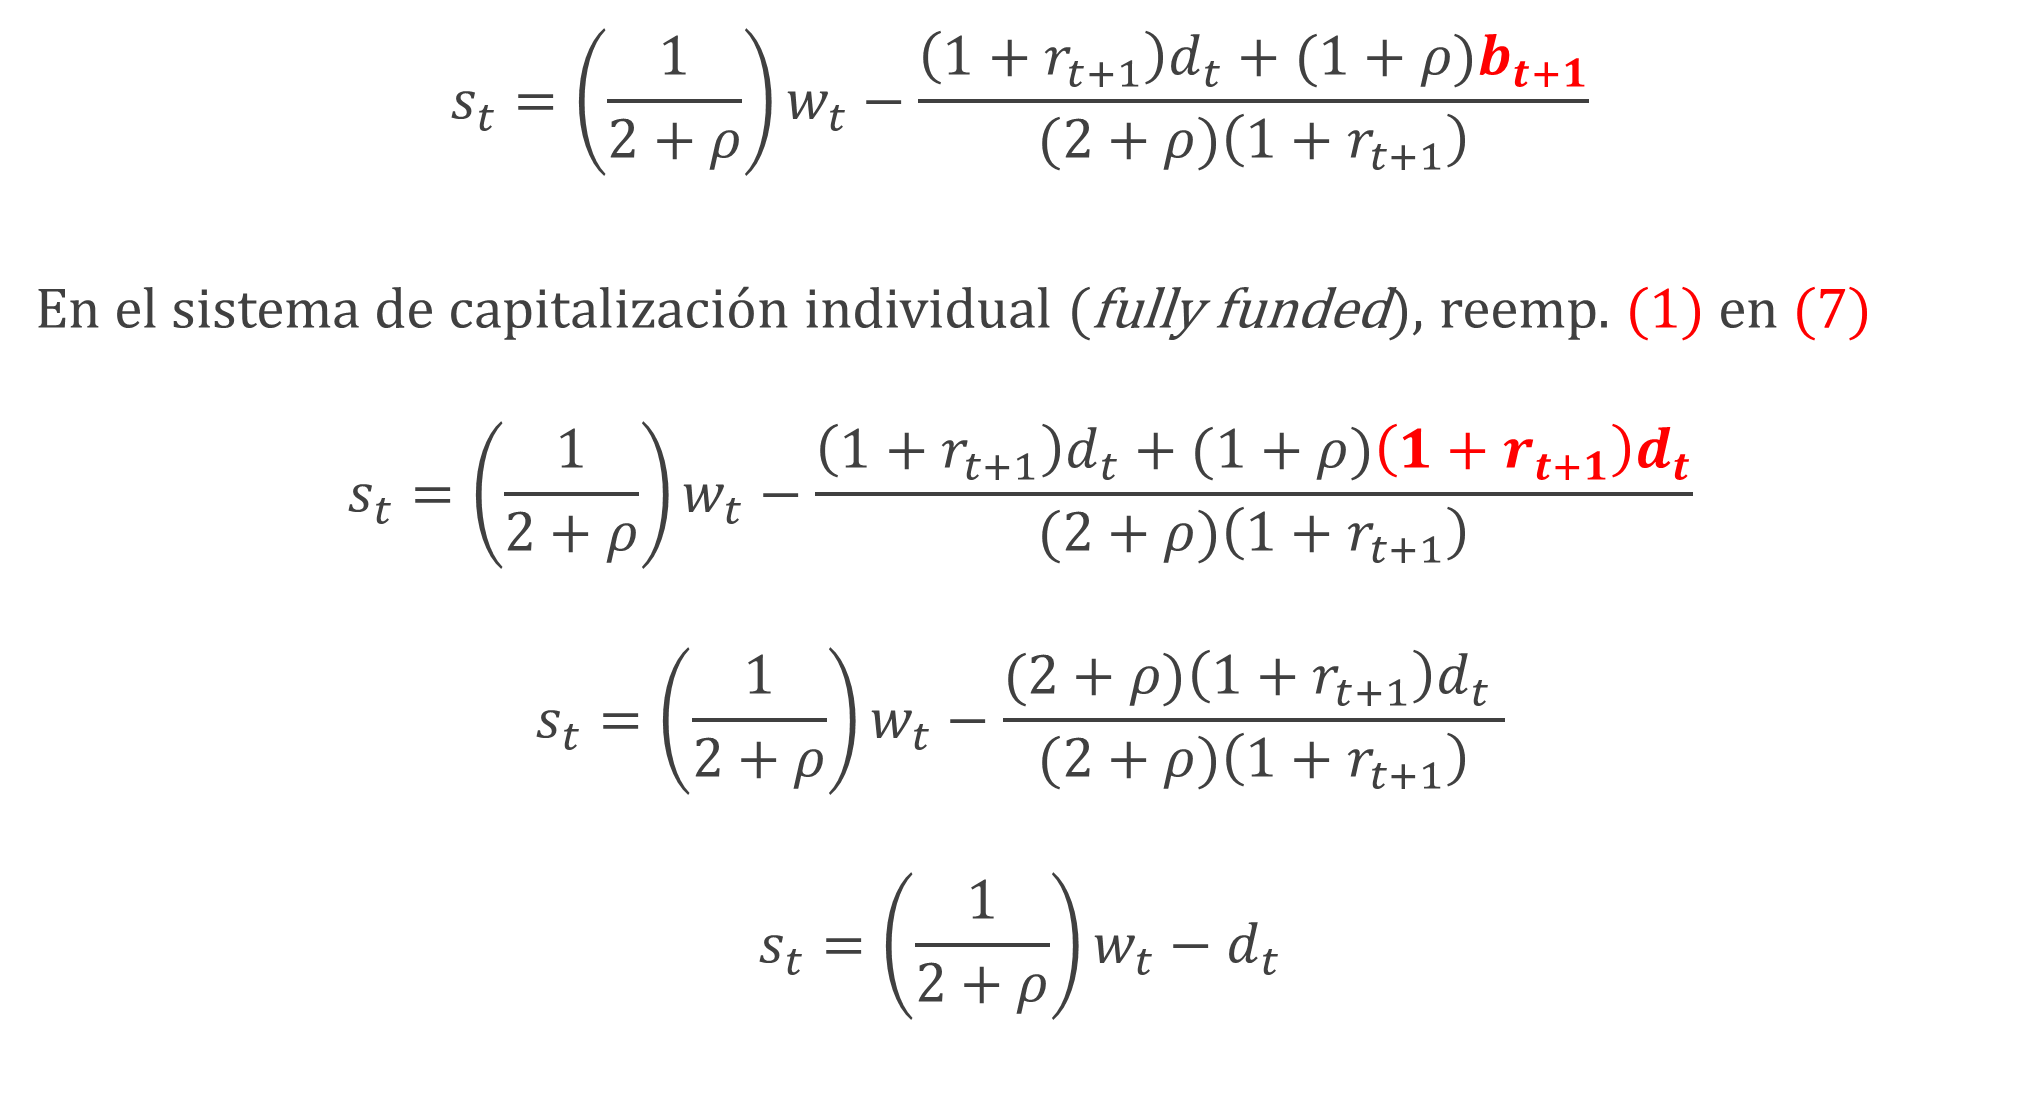 s_t = (1/(2 + ρ)) w_t − ((1 + r_{t+1})d_t + (1 + ρ)b_{t+1})/((2 + ρ)(1 + r_{t+1}))
En el sistema de capitalización individual (fully funded), reemp. (1) en (7)
s_t = (1/(2 + ρ)) w_t − ((1 + r_{t+1})d_t + (1 + ρ)(1 + r_{t+1})d_t)/((2 + ρ)(1 + r_{t+1}))
s_t = (1/(2 + ρ)) w_t − ((2 + ρ)(1 + r_{t+1})d_t)/((2 + ρ)(1 + r_{t+1}))
s_t = (1/(2 + ρ)) w_t − d_t